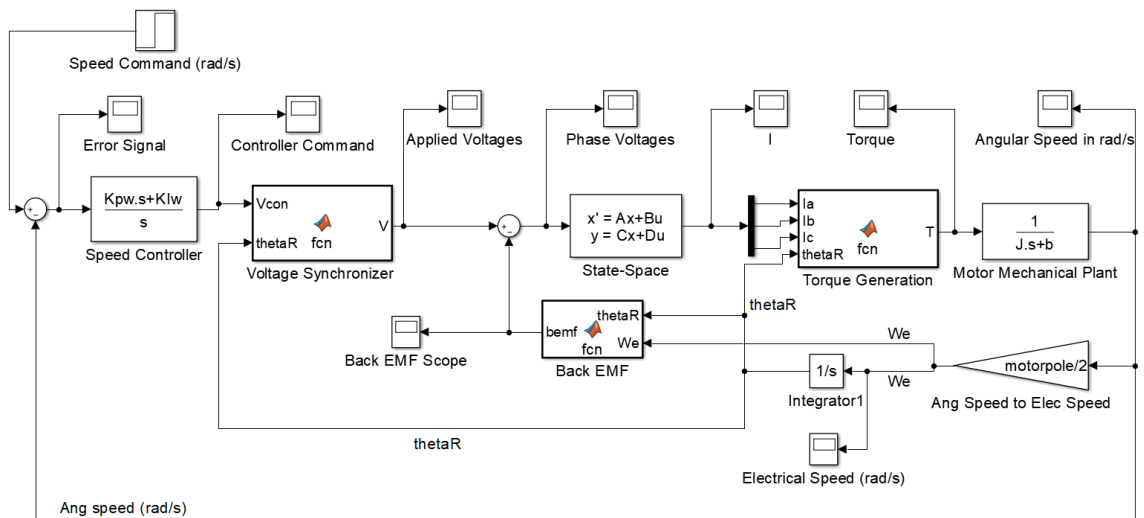 Speed Command (rad/s)
Error Signal
Controller Command
Applied Voltages
Phase Voltages
I
Torque
Angular Speed in rad/s
+
−
Kpw.s+KIw
s
Speed Controller
Vcon
thetaR
fcn
V
Voltage Synchronizer
+
−
x' = Ax+Bu
y = Cx+Du
State-Space
Ia
Ib
Ic
thetaR
fcn
T
Torque Generation
1
J.s+b
Motor Mechanical Plant
thetaR
Back EMF Scope
bemf
thetaR
We
fcn
Back EMF
We
1/s
Integrator1
We
motorpole/2
Ang Speed to Elec Speed
thetaR
Electrical Speed (rad/s)
Ang speed (rad/s)